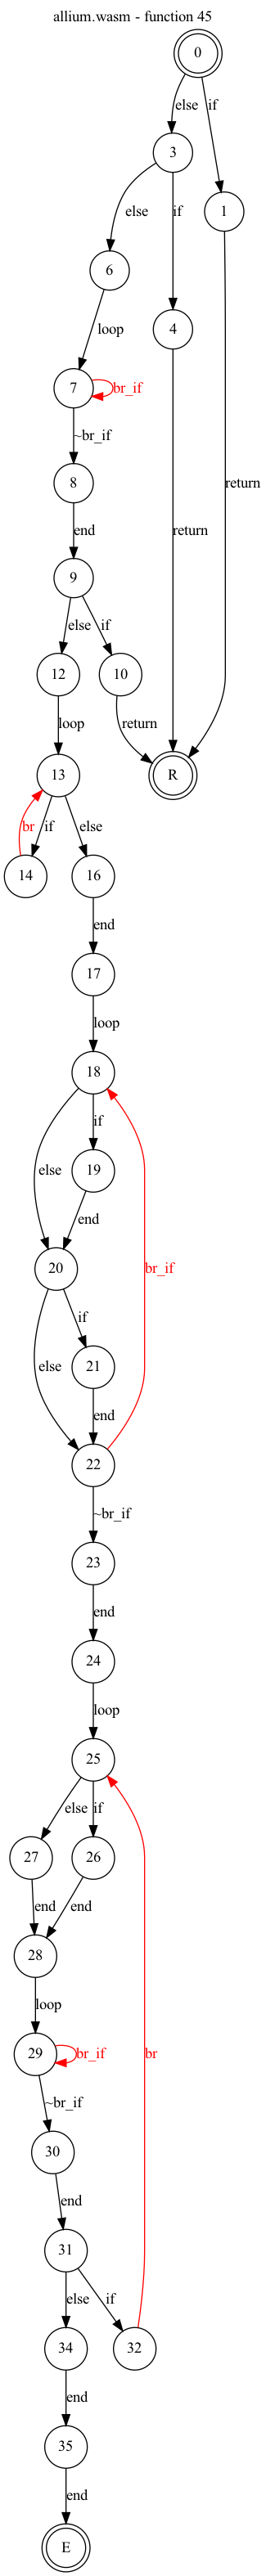 allium.wasm - function 45
0
else
if
3
1
else
if
6
4
loop
7
br_if
~br_if
8
return
return
end
9
else
if
12
10
loop
return
13
R
br
if
else
14
16
end
17
loop
18
if
else
19
end
20
br_if
if
else
21
end
22
~br_if
23
end
24
loop
25
else
if
27
26
end
end
28
loop
29
br_if
br
~br_if
30
end
31
else
if
34
32
end
35
end
E